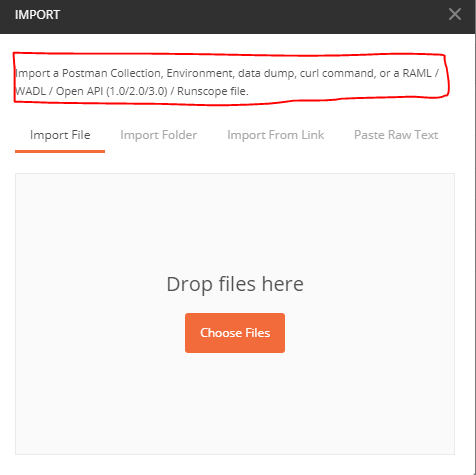 IMPORT
Import a Postman Collection, Environment, data dump, curl command, or a RAML /
WADL / Open API (1.0/2.0/3.0) / Runscope file.
Import File Import Folder Import From Link Paste Raw Text
Drop files here
Choose Files